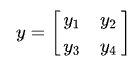 y = [ y₁ y₂
y₃ y₄ ]